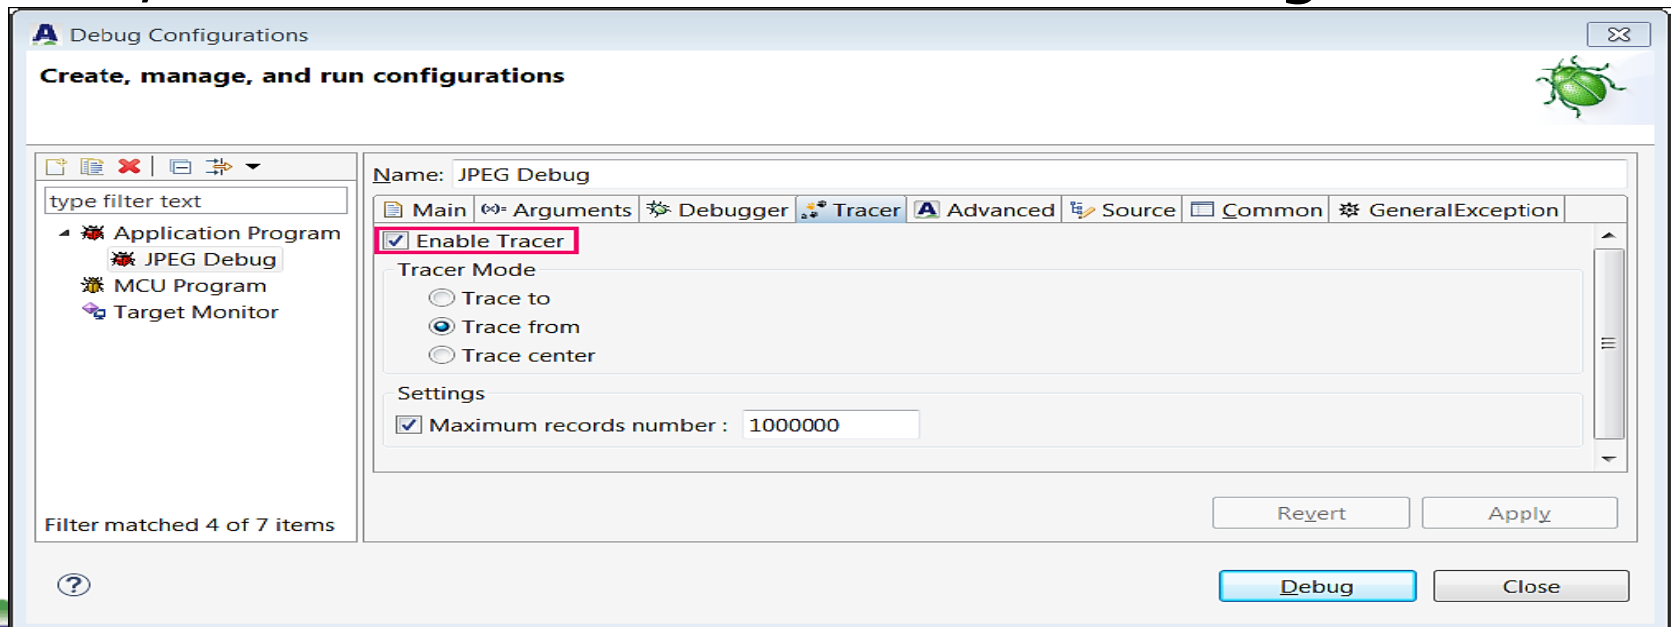 Debug Configurations
Create, manage, and run configurations
type filter text
Application Program
JPEG Debug
MCU Program
Target Monitor
Filter matched 4 of 7 items
Name: JPEG Debug
Main (x)= Arguments Debugger Tracer Advanced Source Common GeneralException
Enable Tracer
Tracer Mode
Trace to
Trace from
Trace center
Settings
Maximum records number : 1000000
Revert Apply
? Debug Close